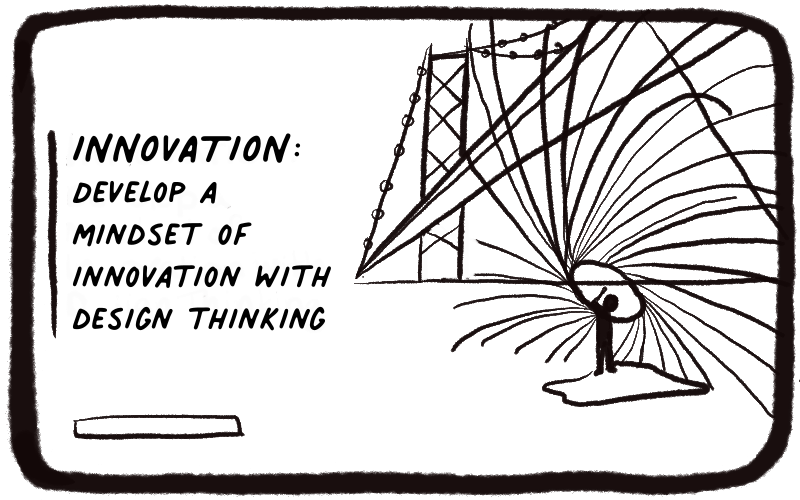 INNOVATION:
DEVELOP A
MINDSET OF
INNOVATION WITH
DESIGN THINKING